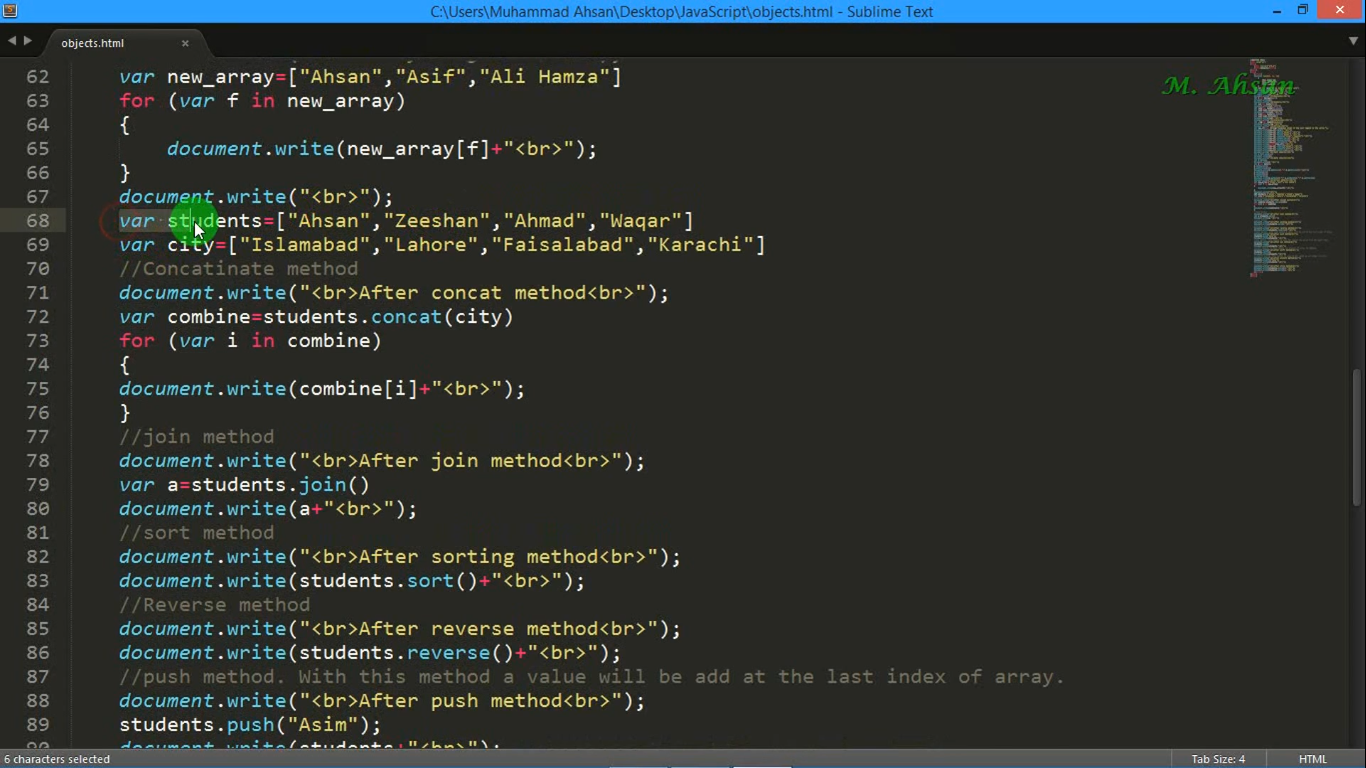 C:\Users\Muhammad Ahsan\Desktop\JavaScript\objects.html - Sublime Text
objects.html
M. Ahsan
62 var new_array=["Ahsan","Asif","Ali Hamza"]
63 for (var f in new_array)
64 {
65 document.write(new_array[f]+"<br>");
66 }
67 document.write("<br>");
68 var students=["Ahsan","Zeeshan","Ahmad","Waqar"]
69 var city=["Islamabad","Lahore","Faisalabad","Karachi"]
70 //Concatinate method
71 document.write("<br>After concat method<br>");
72 var combine=students.concat(city)
73 for (var i in combine)
74 {
75 document.write(combine[i]+"<br>");
76 }
77 //join method
78 document.write("<br>After join method<br>");
79 var a=students.join()
80 document.write(a+"<br>");
81 //sort method
82 document.write("<br>After sorting method<br>");
83 document.write(students.sort()+"<br>");
84 //Reverse method
85 document.write("<br>After reverse method<br>");
86 document.write(students.reverse()+"<br>");
87 //push method. With this method a value will be add at the last index of array.
88 document.write("<br>After push method<br>");
89 students.push("Asim");
90 document.write(students+"<br>");
6 characters selected
Tab Size: 4
HTML